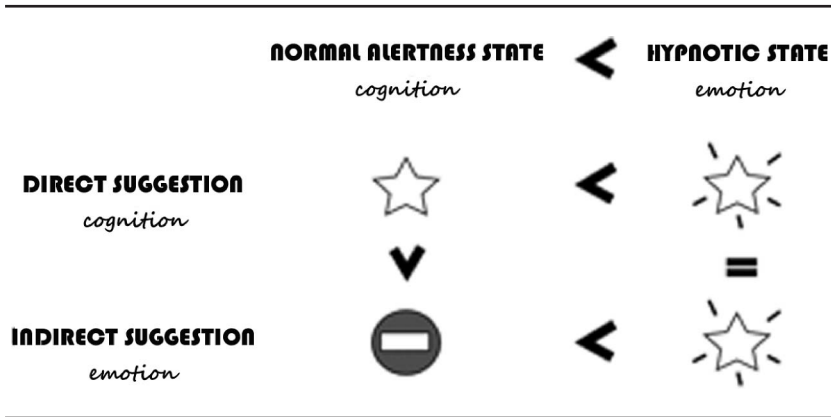 NORMAL ALERTNESS STATE < HYPNOTIC STATE
cognition emotion
DIRECT SUGGESTION <
cognition
=
INDIRECT SUGGESTION <
emotion